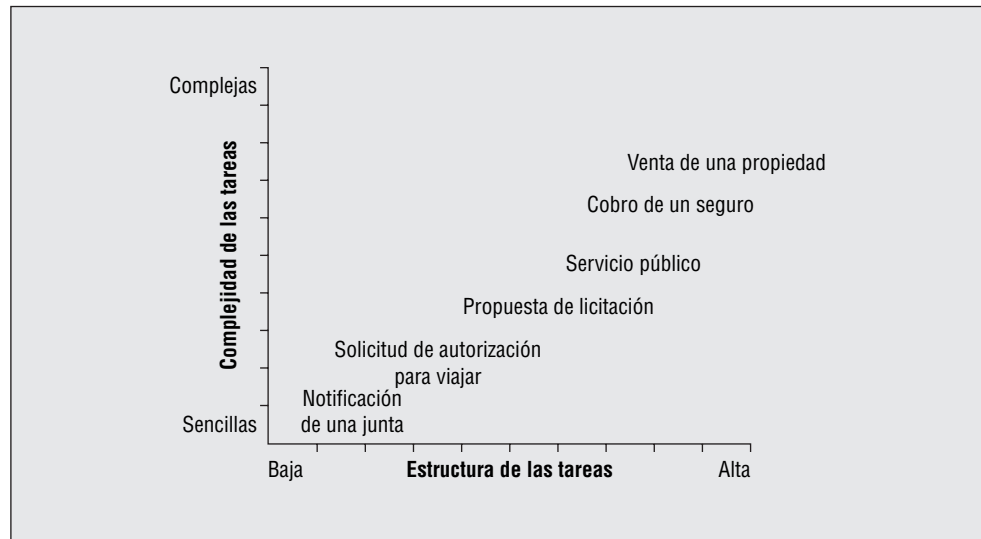 Complejas
Complejidad de las tareas
Venta de una propiedad
Cobro de un seguro
Servicio público
Propuesta de licitación
Solicitud de autorización
para viajar
Notificación
de una junta
Sencillas
Baja
Estructura de las tareas
Alta